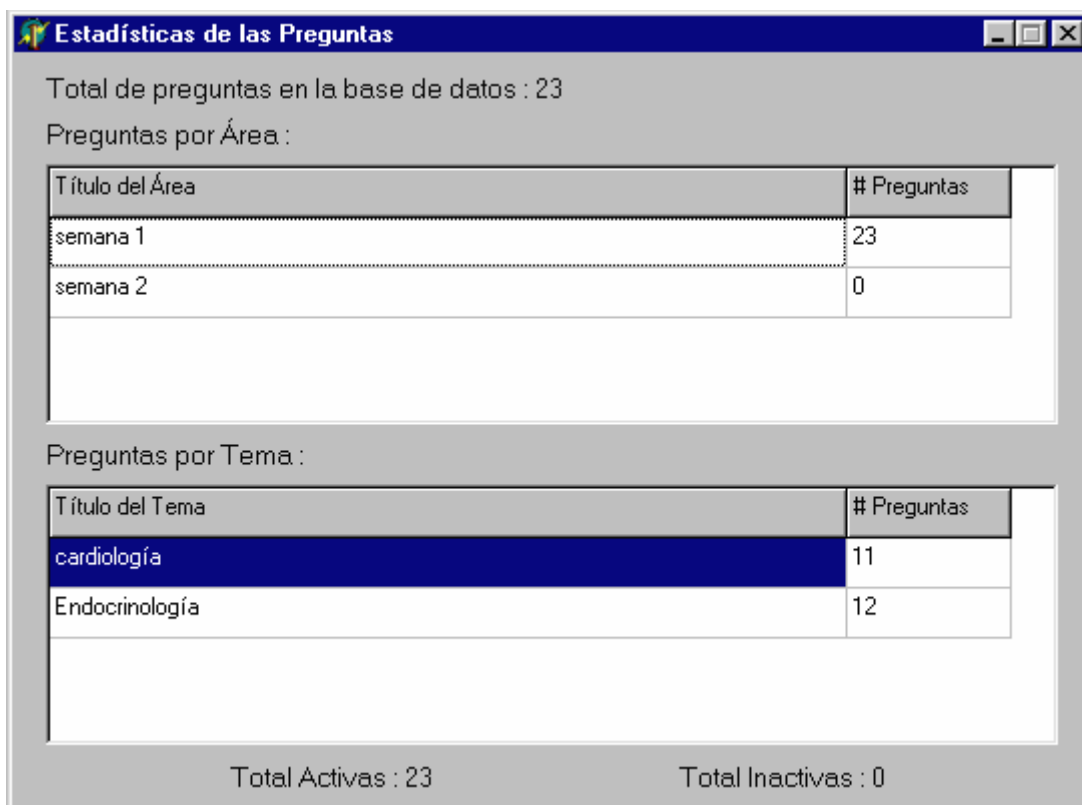 Estadísticas de las Preguntas
Total de preguntas en la base de datos : 23
Preguntas por Área :
Título del Área # Preguntas
semana 1 23
semana 2 0
Preguntas por Tema :
Título del Tema # Preguntas
cardiología 11
Endocrinología 12
Total Activas : 23 Total Inactivas : 0